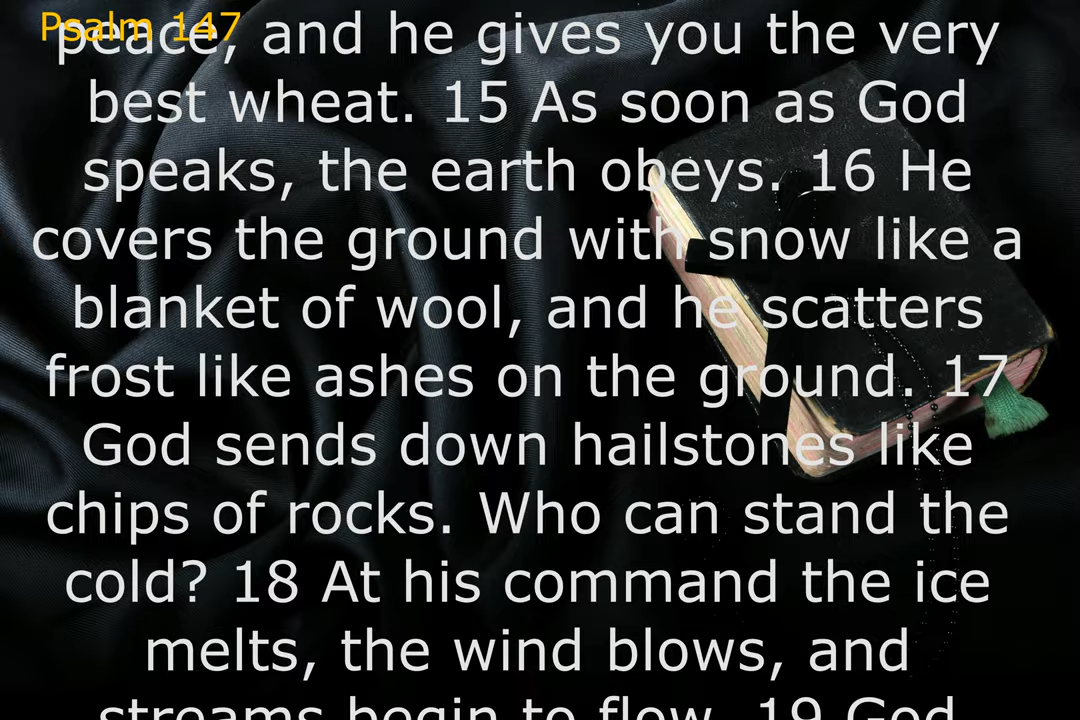 Psalm 147
peace, and he gives you the very
best wheat. 15 As soon as God
speaks, the earth obeys. 16 He
covers the ground with snow like a
blanket of wool, and he scatters
frost like ashes on the ground. 17
God sends down hailstones like
chips of rocks. Who can stand the
cold? 18 At his command the ice
melts, the wind blows, and
streams begin to flow. 19 God